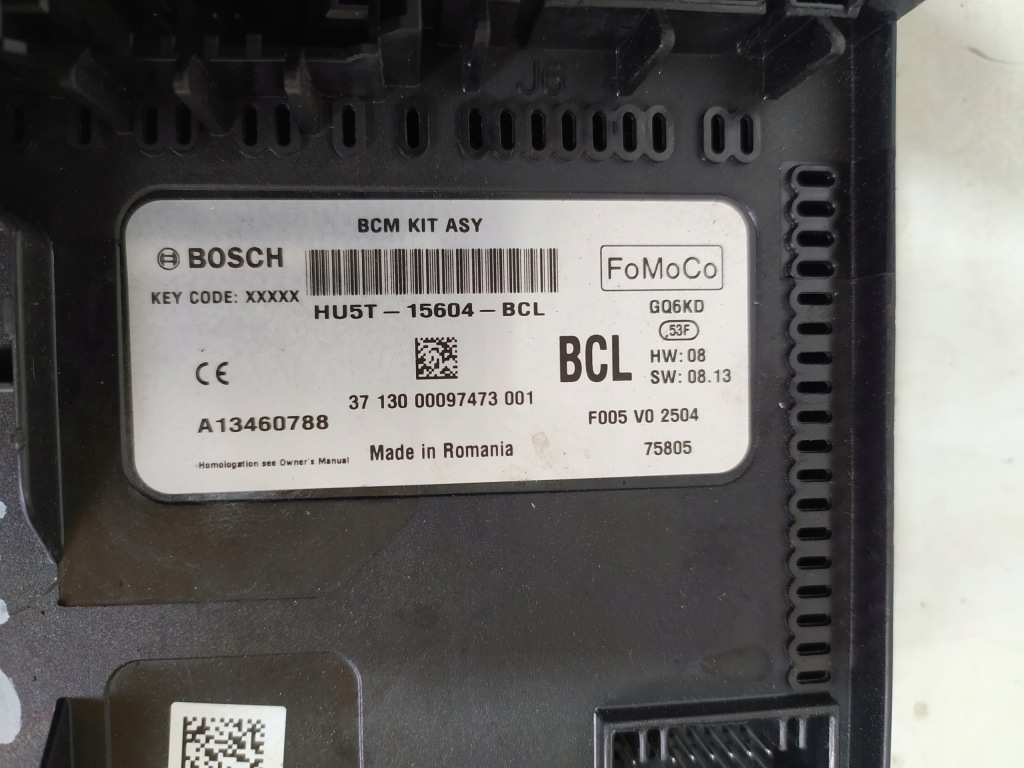 J6
BCM KIT ASY
BOSCH
FoMoCo
KEY CODE: XXXXX
HU5T-15604-BCL
GQ6KD
53F
BCL
HW: 08
SW: 08.13
CE
37 130 00097473 001
A13460788
F005 V0 2504
Homologation see Owner's Manual
Made in Romania
75805